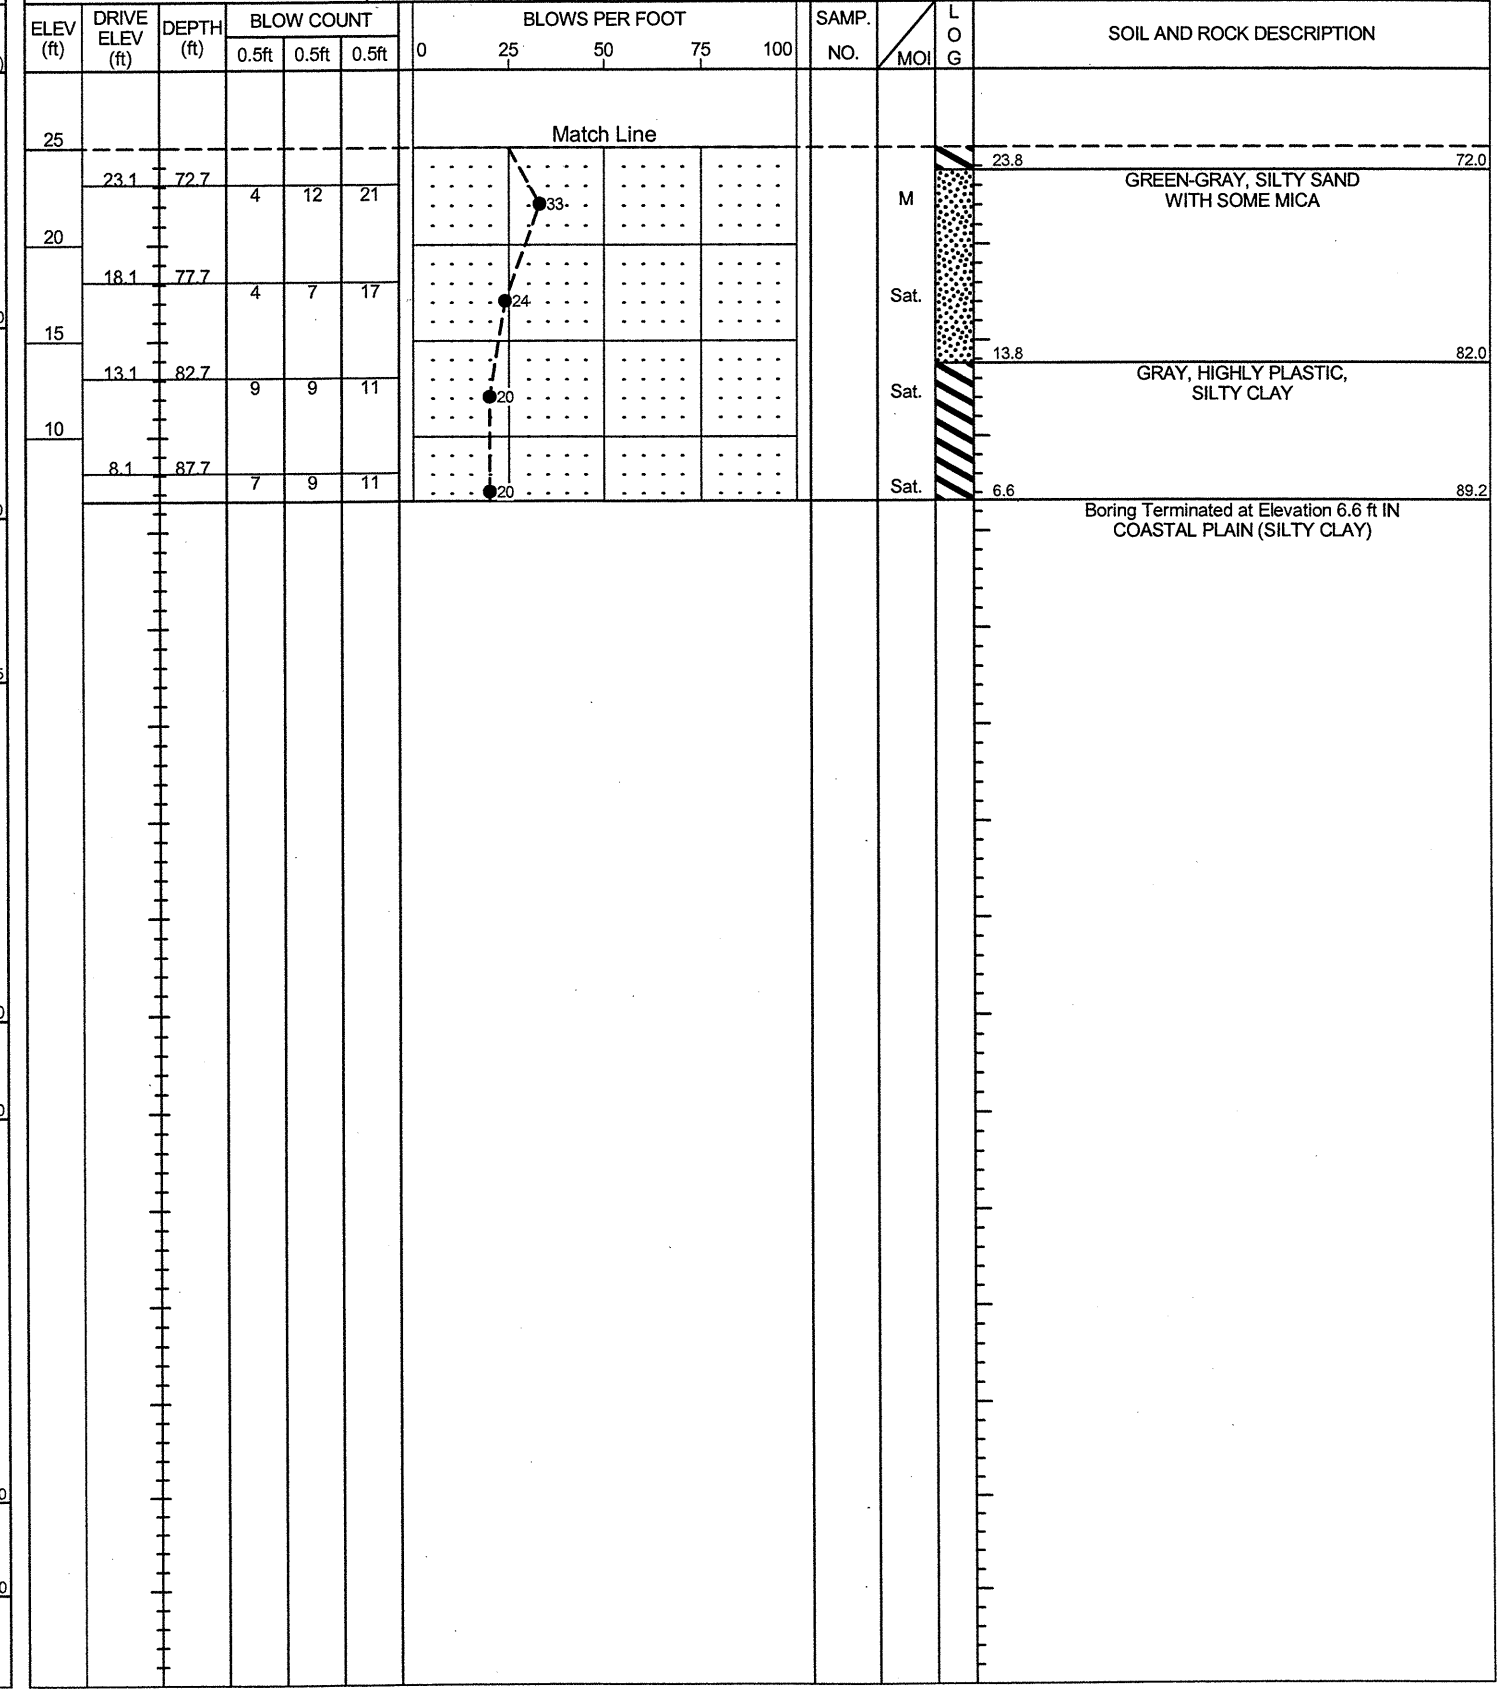 ELEV (ft) DRIVE ELEV (ft) DEPTH (ft) BLOW COUNT BLOWS PER FOOT SAMP. NO. MOI LOG SOIL AND ROCK DESCRIPTION
0.5ft 0.5ft 0.5ft 0 25 50 75 100
Match Line
25
23.8 72.0
23.1 72.7 4 12 21 33 M
GREEN-GRAY, SILTY SAND
WITH SOME MICA
20
18.1 77.7 4 7 17 24 Sat.
15
13.8 82.0
13.1 82.7 9 9 11 20 Sat.
GRAY, HIGHLY PLASTIC,
SILTY CLAY
10
8.1 87.7 7 9 11 20 Sat.
6.6 89.2
Boring Terminated at Elevation 6.6 ft IN
COASTAL PLAIN (SILTY CLAY)